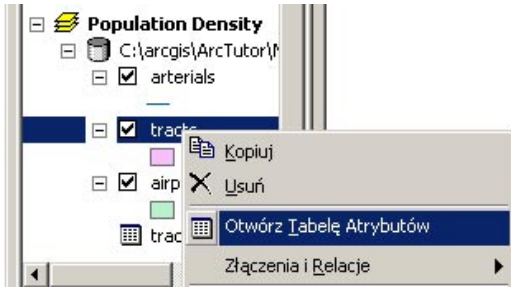 Population Density
C:\arcgis\ArcTutor\
arterials
tracts
Kopiuj
airp
Usuń
trac
Otwórz Tabelę Atrybutów
Złączenia i Relacje